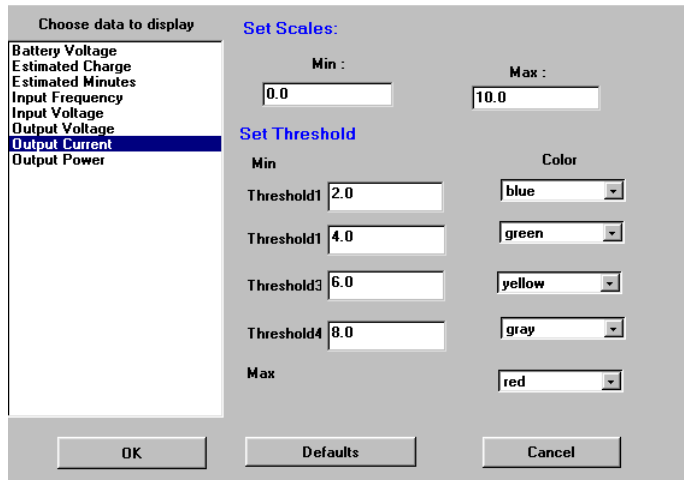 Choose data to display
Battery Voltage
Estimated Charge
Estimated Minutes
Input Frequency
Input Voltage
Output Voltage
Output Current
Output Power
Set Scales:
Min :
Max :
0.0
10.0
Set Threshold
Min
Color
Threshold1 2.0 blue
Threshold1 4.0 green
Threshold3 6.0 yellow
Threshold4 8.0 gray
Max red
OK
Defaults
Cancel